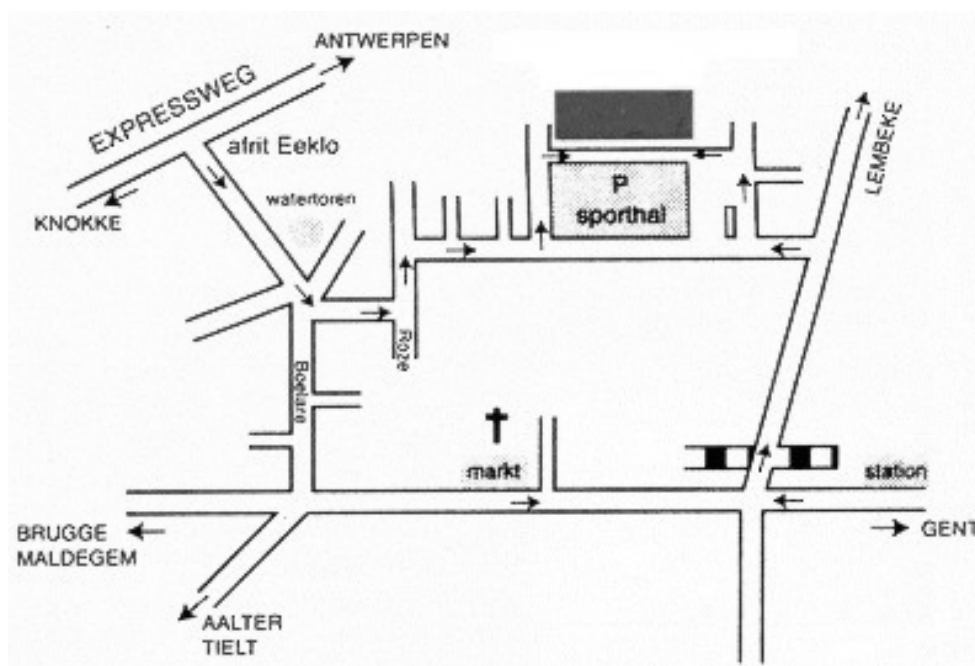 ANTWERPEN
EXPRESSWEG
afrit Eeklo
watertoren
KNOKKE
P
sporthal
LEMBEKE
Roze
Boelare
markt
station
BRUGGE
MALDEGEM
GENT
AALTER
TIELT